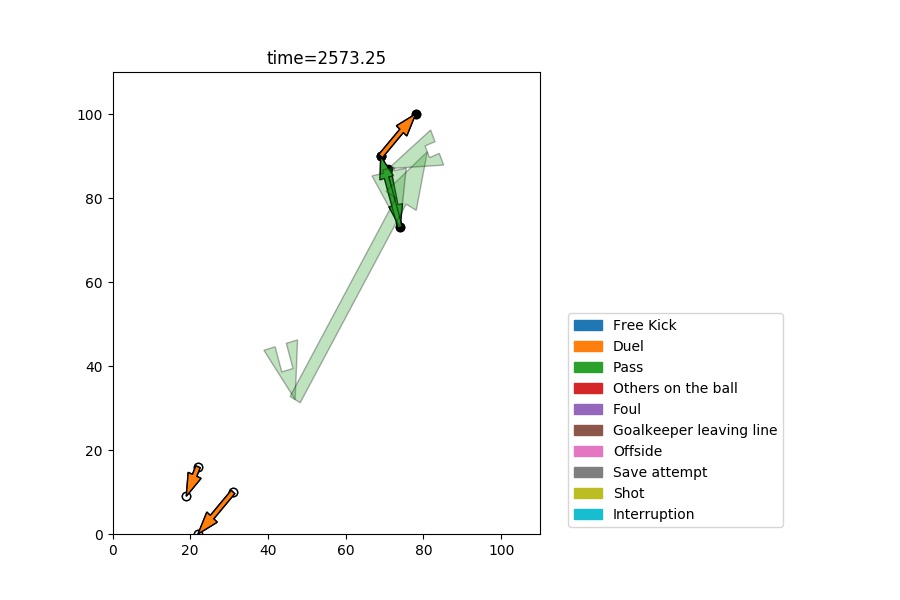 time=2573.25
100
80
60
40
20
0
0 20 40 60 80 100
Free Kick
Duel
Pass
Others on the ball
Foul
Goalkeeper leaving line
Offside
Save attempt
Shot
Interruption